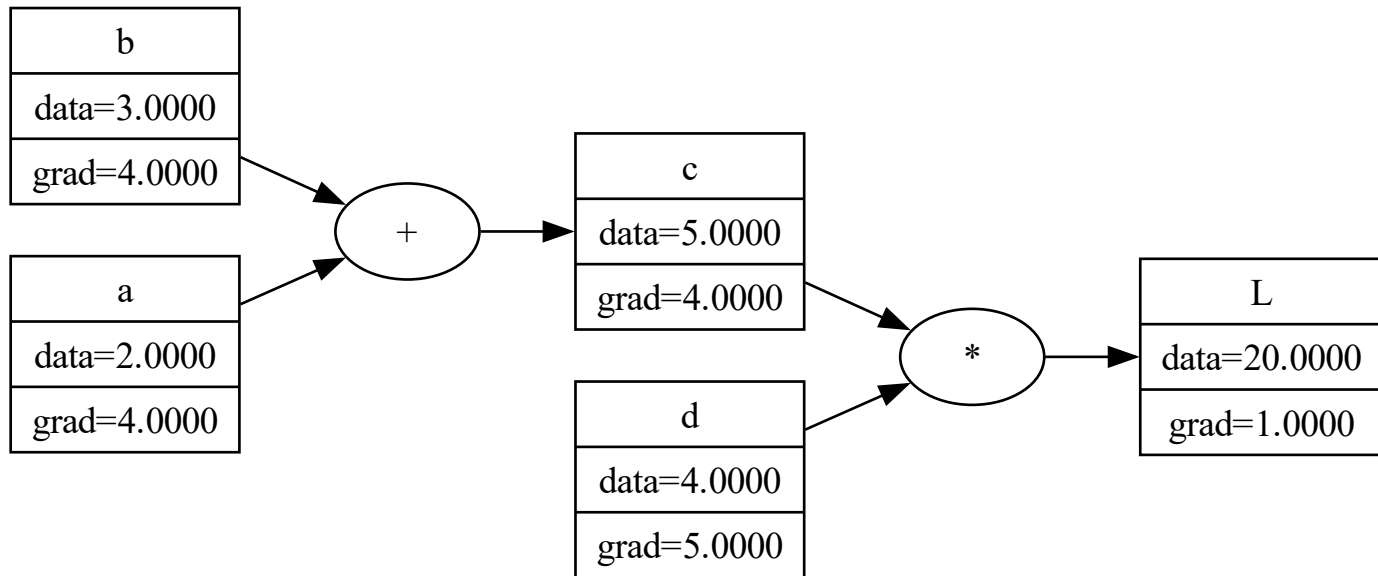 b
data=3.0000
grad=4.0000
a
data=2.0000
grad=4.0000
+
c
data=5.0000
grad=4.0000
d
data=4.0000
grad=5.0000
*
L
data=20.0000
grad=1.0000